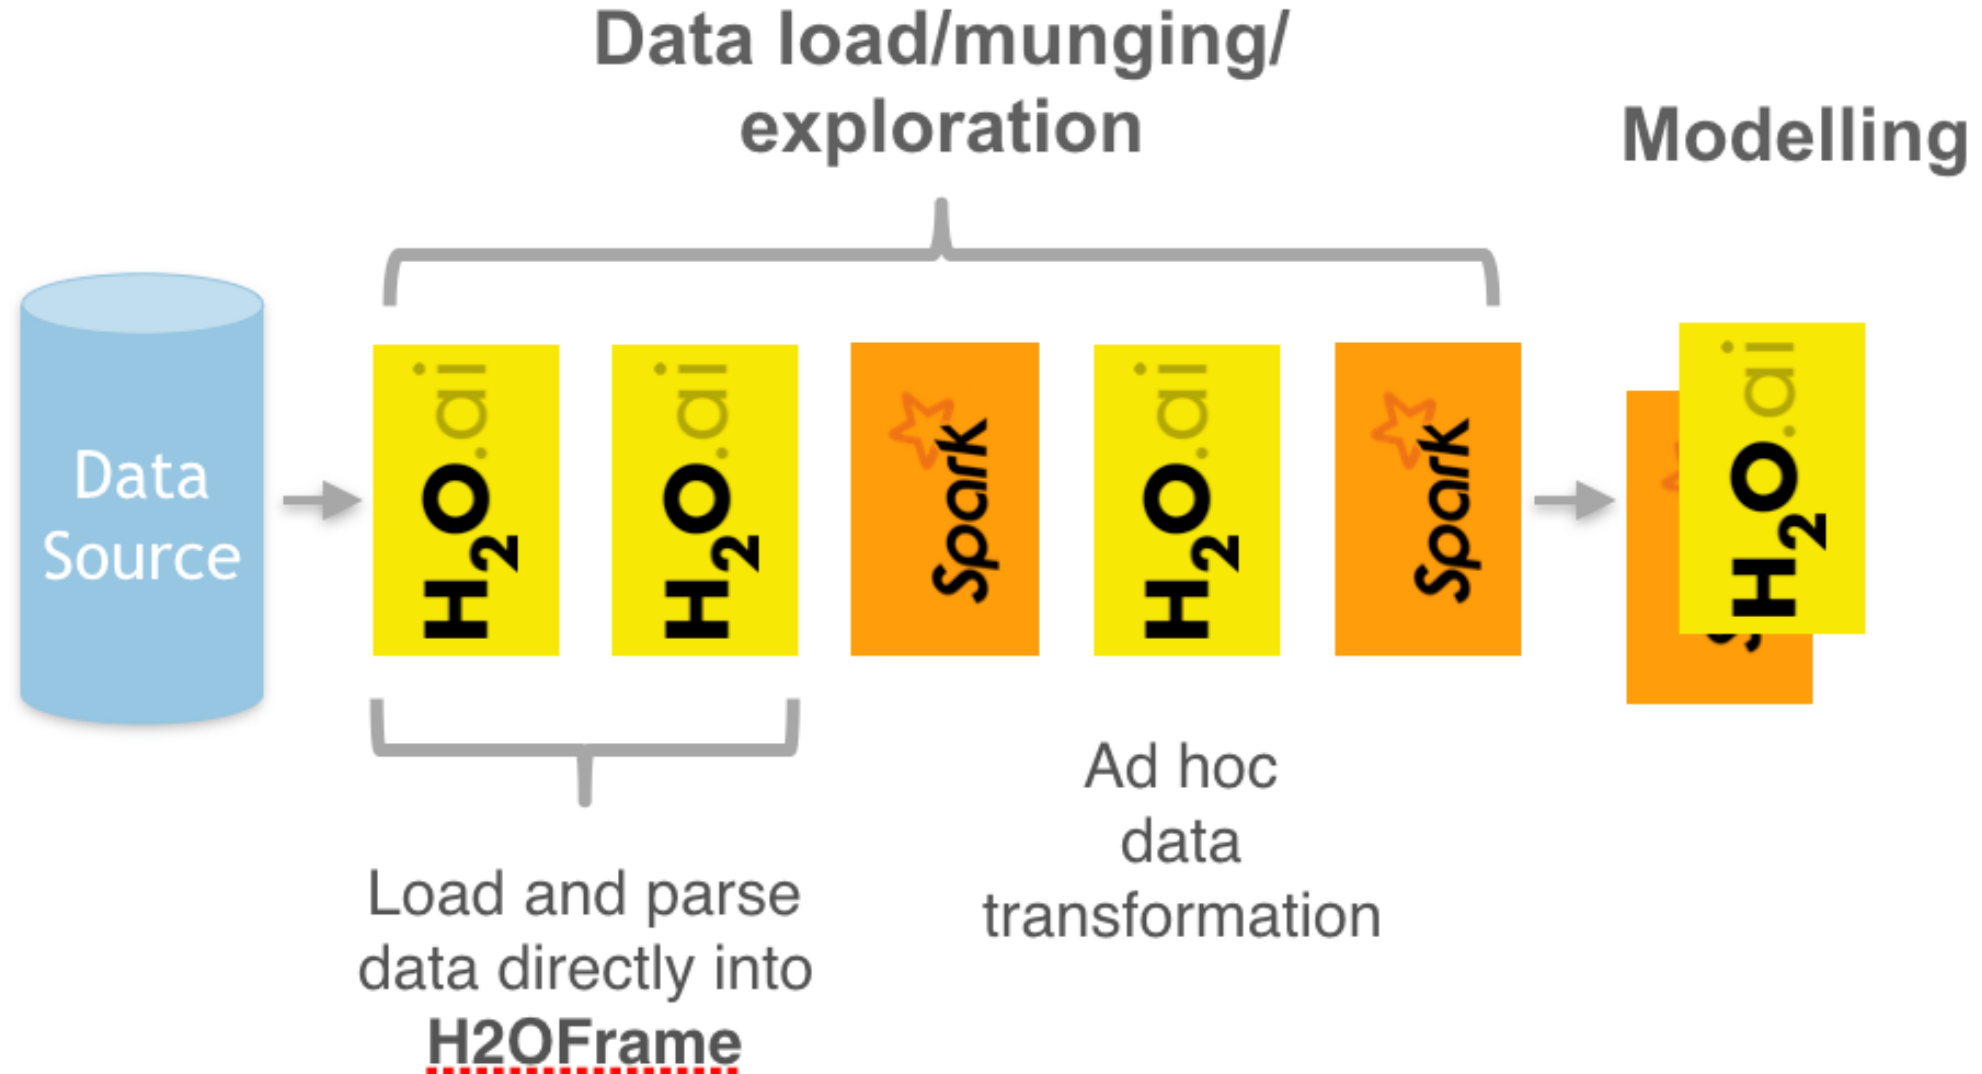 Data load/munging/
exploration
Modelling
Data
Source
H2O.ai
H2O.ai
Spark
H2O.ai
Spark
H2O.ai
Load and parse
data directly into
H2OFrame
Ad hoc
data
transformation